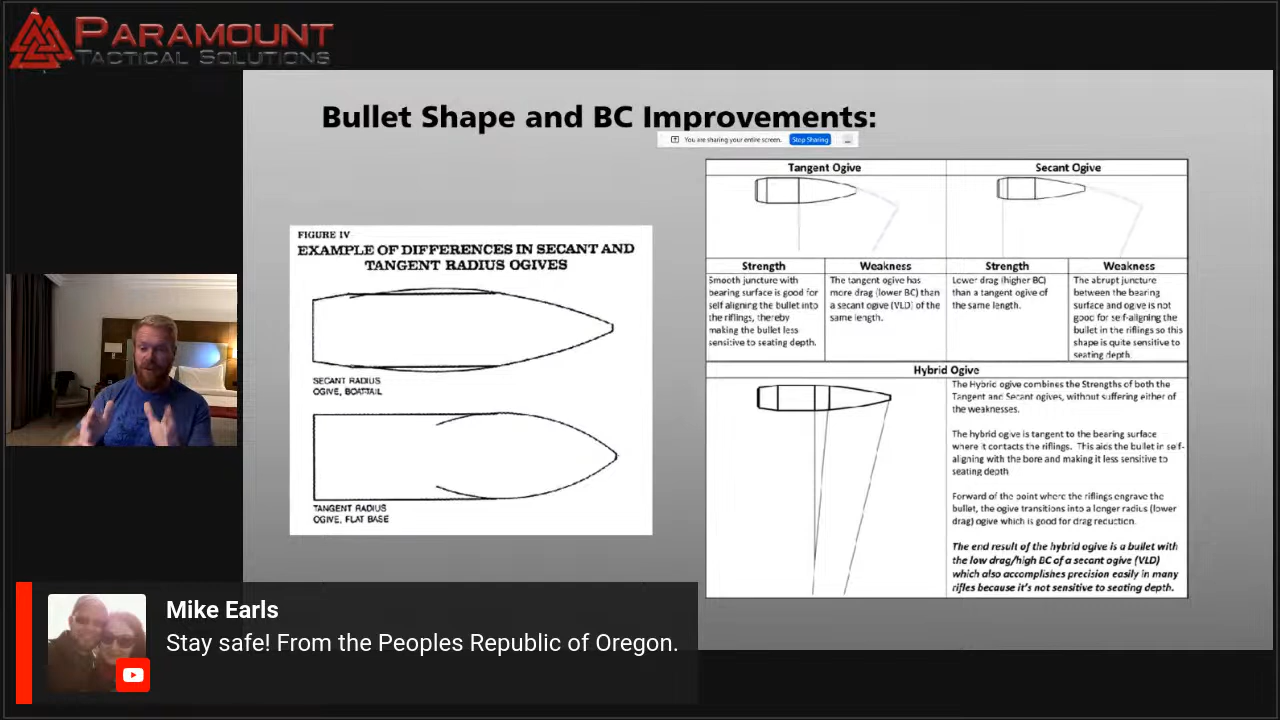 PARAMOUNT
TACTICAL SOLUTIONS
Bullet Shape and BC Improvements:
You are sharing your entire screen.
Stop Sharing
FIGURE IV
EXAMPLE OF DIFFERENCES IN SECANT AND
TANGENT RADIUS OGIVES
SECANT RADIUS
OGIVE, BOATTAIL
TANGENT RADIUS
OGIVE, FLAT BASE
Tangent Ogive
Secant Ogive
Strength
Weakness
Strength
Weakness
Smooth juncture with
bearing surface is good for
self aligning the bullet into
the riflings, thereby
making the bullet less
sensitive to seating depth.
The tangent ogive has
more drag (lower BC) than
a secant ogive (VLD) of the
same length.
Lower drag (higher BC)
than a tangent ogive of
the same length.
The abrupt juncture
between the bearing
surface and ogive is not
good for self-aligning the
bullet in the riflings so this
shape is quite sensitive to
seating depth.
Hybrid Ogive
The Hybrid ogive combines the Strengths of both the
Tangent and Secant ogives, without suffering either of
the weaknesses.
The hybrid ogive is tangent to the bearing surface
where it contacts the riflings. This aids the bullet in self-
aligning with the bore and making it less sensitive to
seating depth
Forward of the point where the riflings engrave the
bullet, the ogive transitions into a longer radius (lower
drag) ogive which is good for drag reduction.
The end result of the hybrid ogive is a bullet with
the low drag/high BC of a secant ogive (VLD)
which also accomplishes precision easily in many
rifles because it's not sensitive to seating depth.
Mike Earls
Stay safe! From the Peoples Republic of Oregon.